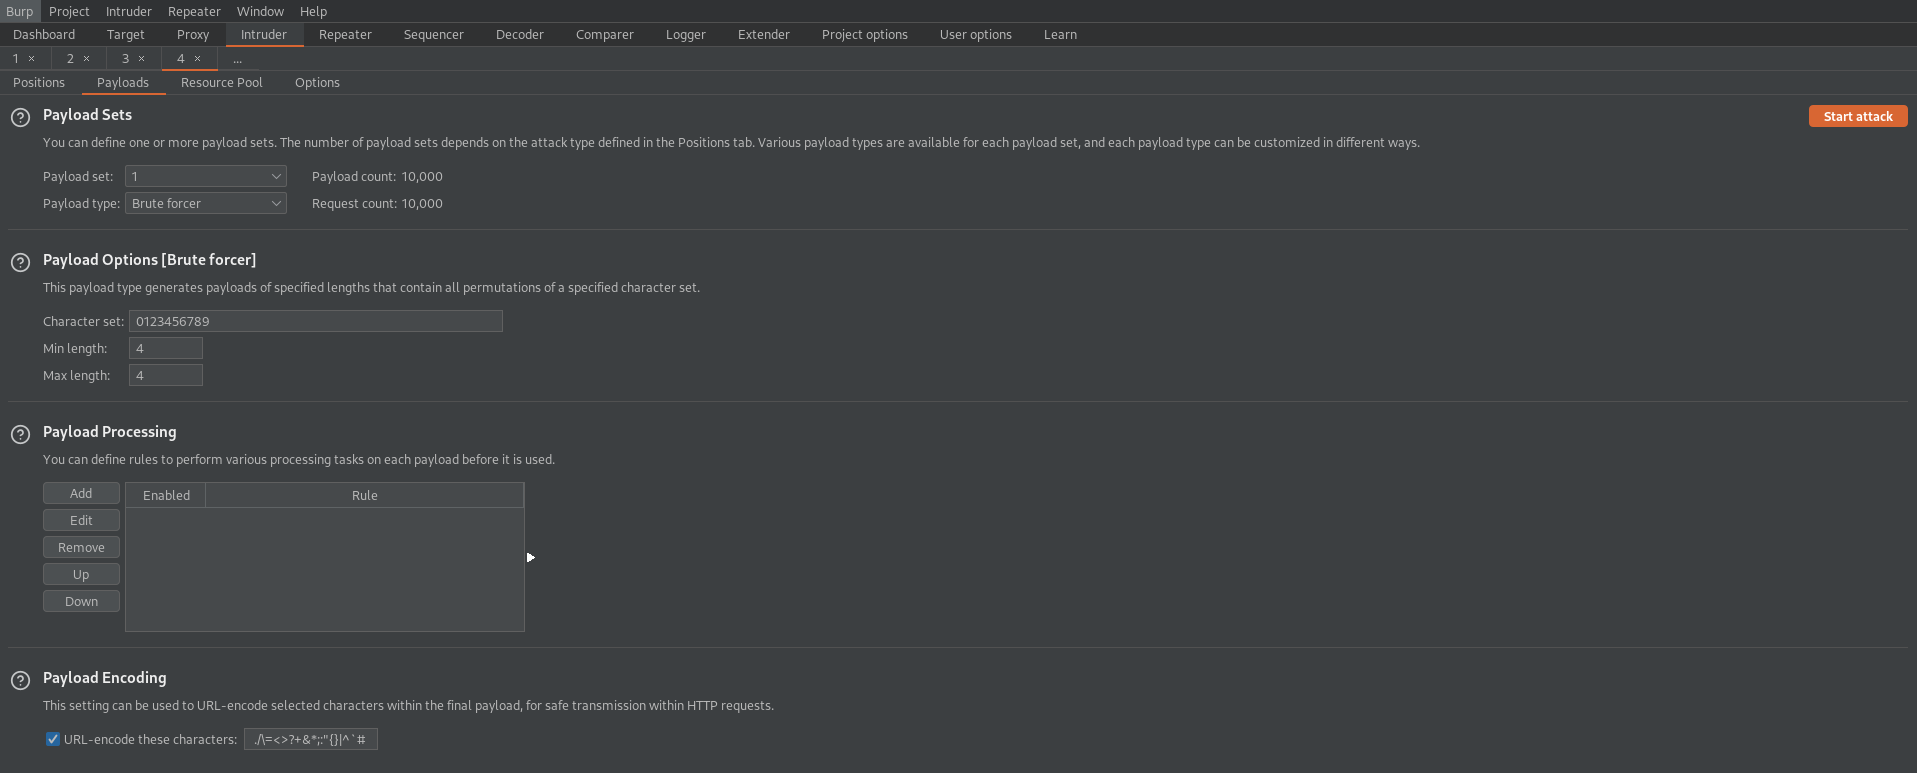 Burp Project Intruder Repeater Window Help
Dashboard Target Proxy Intruder Repeater Sequencer Decoder Comparer Logger Extender Project options User options Learn
1 × 2 × 3 × 4 × ...
Positions Payloads Resource Pool Options
Payload Sets
Start attack
You can define one or more payload sets. The number of payload sets depends on the attack type defined in the Positions tab. Various payload types are available for each payload set, and each payload type can be customized in different ways.
Payload set: 1 Payload count: 10,000
Payload type: Brute forcer Request count: 10,000
Payload Options [Brute forcer]
This payload type generates payloads of specified lengths that contain all permutations of a specified character set.
Character set: 0123456789
Min length: 4
Max length: 4
Payload Processing
You can define rules to perform various processing tasks on each payload before it is used.
Add Enabled Rule
Edit
Remove
Up
Down
Payload Encoding
This setting can be used to URL-encode selected characters within the final payload, for safe transmission within HTTP requests.
URL-encode these characters: ./\=<>?+&*;:"{}|^`#